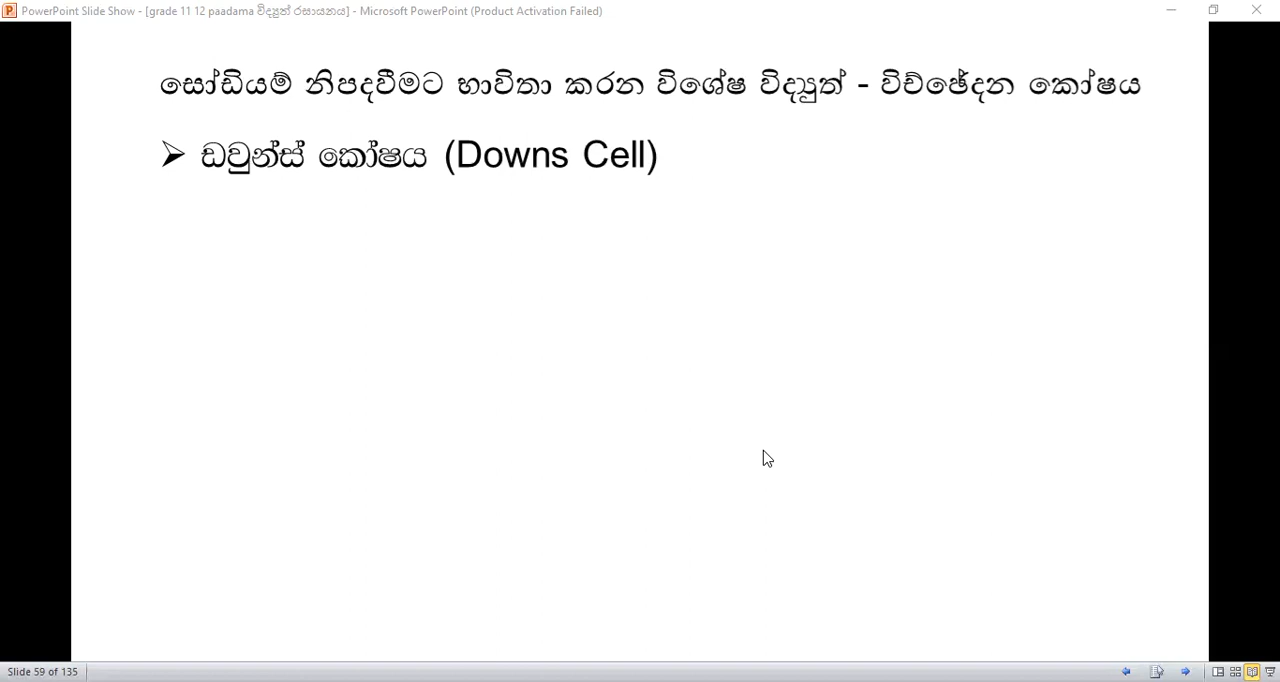 PowerPoint Slide Show - [grade 11 12 paadama විද්‍යුත් රසායනය] - Microsoft PowerPoint (Product Activation Failed)
සෝඩියම් නිපදවීමට භාවිතා කරන විශේෂ විද්‍යුත් - විච්ඡේදන කෝෂය
➢ ඩවුන්ස් කෝෂය (Downs Cell)
Slide 59 of 135